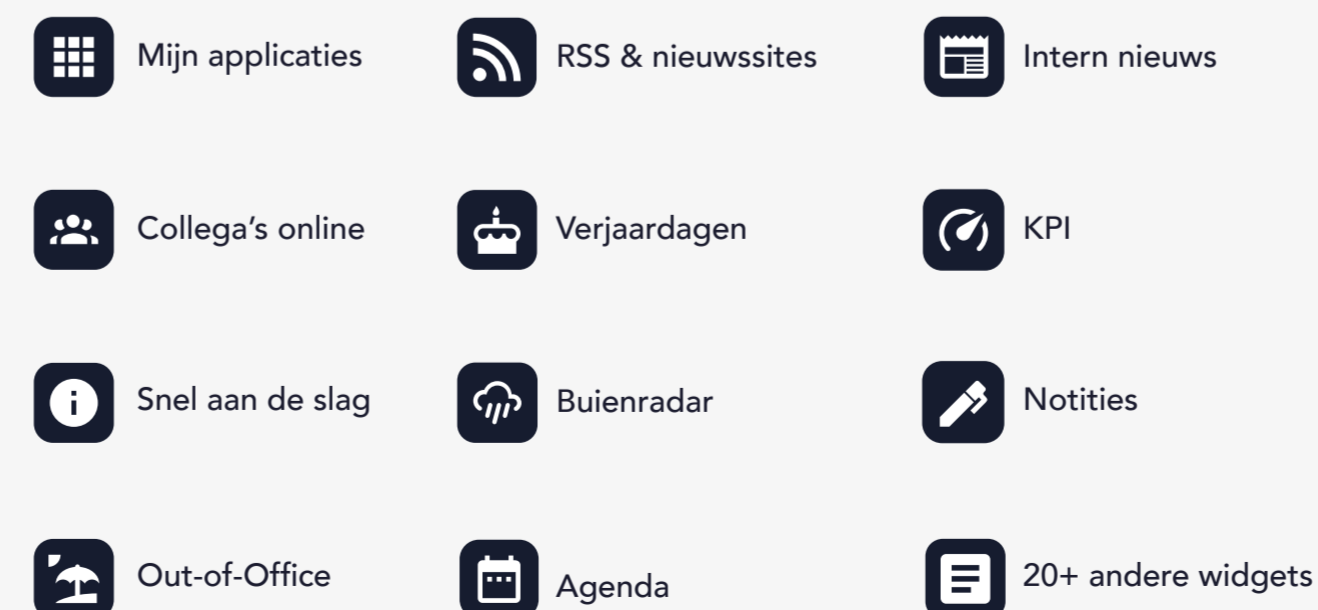 Mijn applicaties
RSS & nieuwssites
Intern nieuws
Collega’s online
Verjaardagen
KPI
Snel aan de slag
Buienradar
Notities
Out-of-Office
Agenda
20+ andere widgets